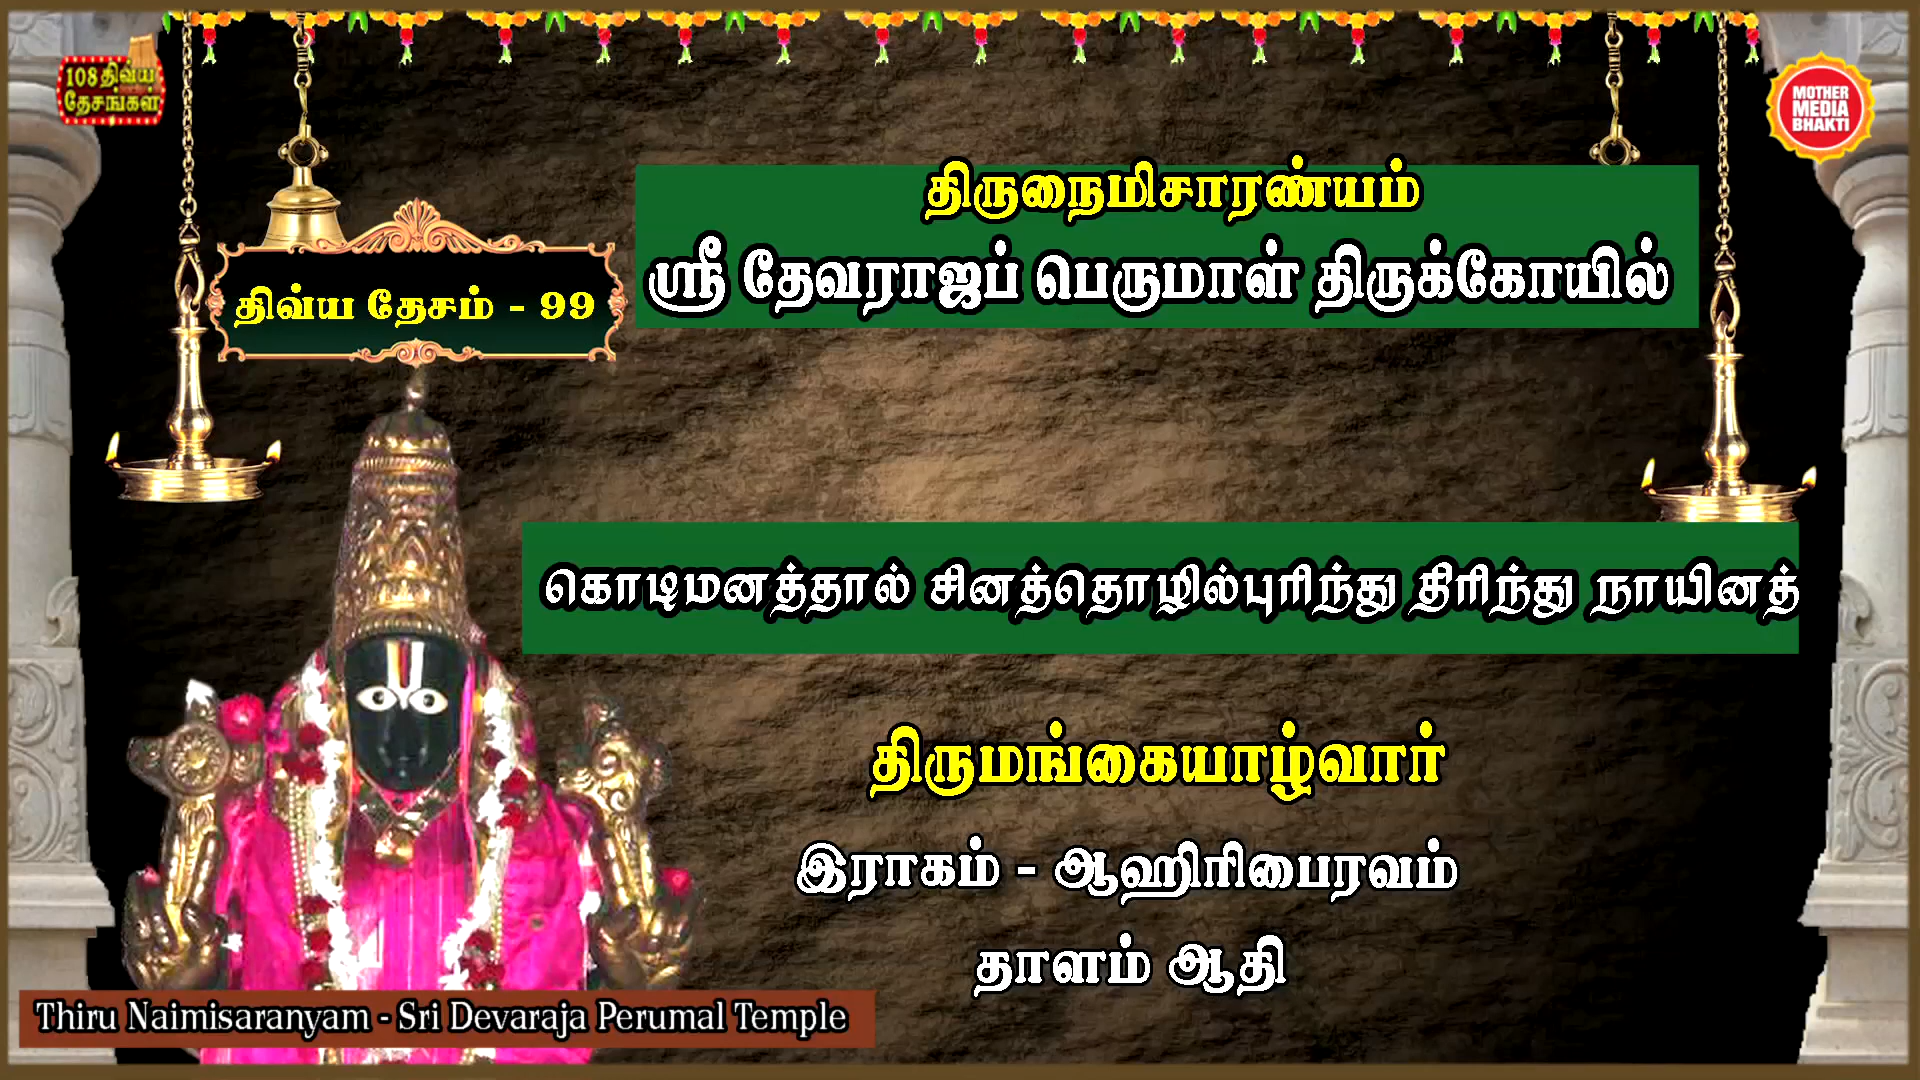 108 திவ்ய
தேசங்கள்
MOTHER
MEDIA
BHAKTI
திருநைமிசாரண்யம்
ஸ்ரீ தேவராஜப் பெருமாள் திருக்கோயில்
திவ்ய தேசம் - 99
கொடிமனத்தால் சினத்தொழில்புரிந்து திரிந்து நாயினத்
திருமங்கையாழ்வார்
இராகம் - ஆஹிரிபைரவம்
தாளம் ஆதி
Thiru Naimisaranyam - Sri Devaraja Perumal Temple